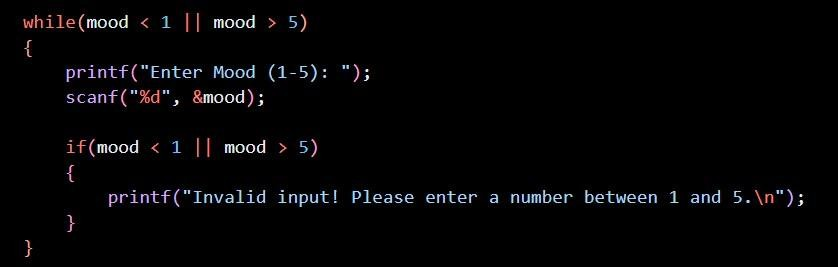 while(mood < 1 || mood > 5)
{
    printf("Enter Mood (1-5): ");
    scanf("%d", &mood);

    if(mood < 1 || mood > 5)
    {
        printf("Invalid input! Please enter a number between 1 and 5.\n");
    }
}